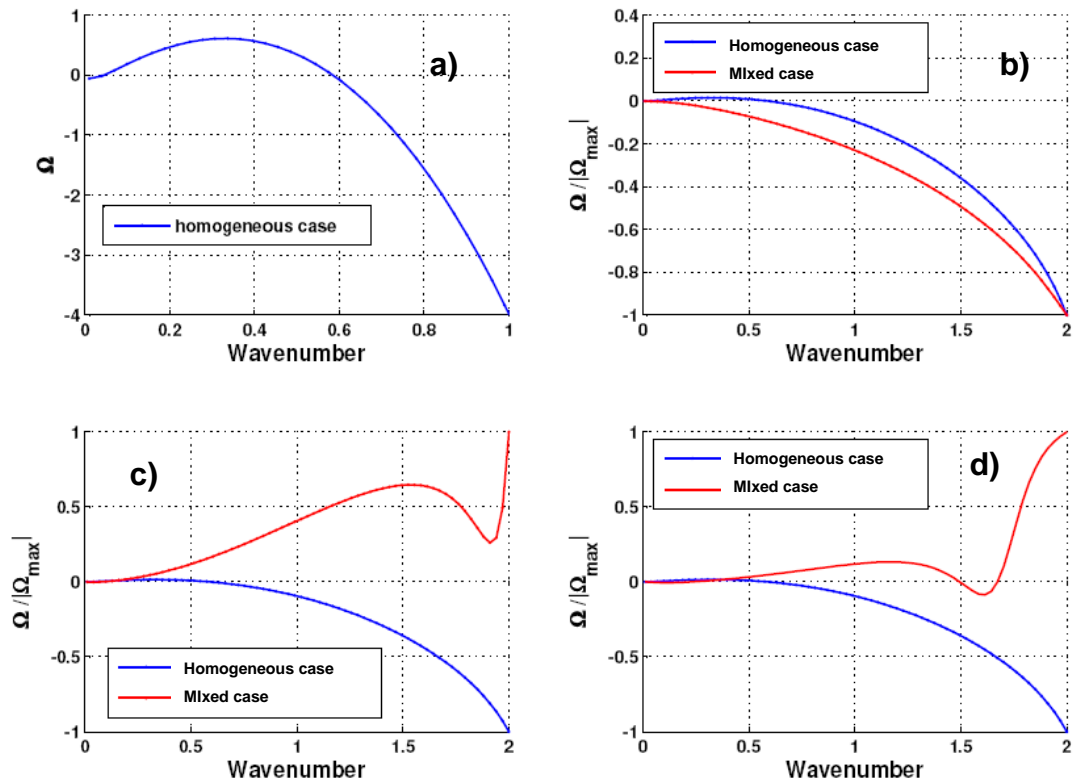 1
0
-1
-2
-3
-4
Ω
a)
homogeneous case
0
0.2
0.4
0.6
0.8
1
Wavenumber
0.4
0.2
0
-0.2
-0.4
-0.6
-0.8
-1
Ω /|Ωmax|
Homogeneous case
MIxed case
b)
0
0.5
1
1.5
2
Wavenumber
1
0.5
0
-0.5
-1
Ω /|Ωmax|
c)
Homogeneous case
MIxed case
0
0.5
1
1.5
2
Wavenumber
1
0.5
0
-0.5
-1
Ω /|Ωmax|
Homogeneous case
MIxed case
d)
0
0.5
1
1.5
2
Wavenumber